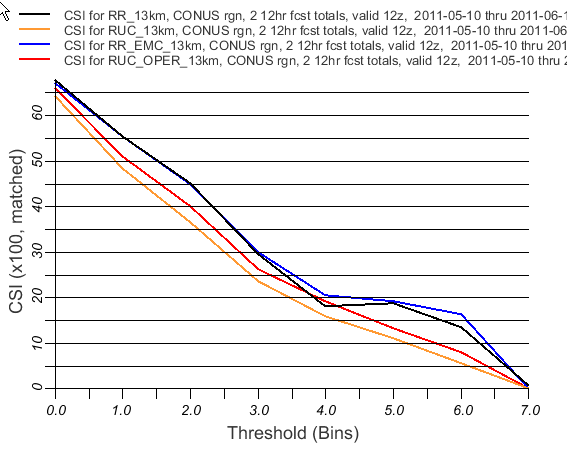 CSI for RR_13km, CONUS rgn, 2 12hr fcst totals, valid 12z, 2011-05-10 thru 2011-06-1
CSI for RUC_13km, CONUS rgn, 2 12hr fcst totals, valid 12z, 2011-05-10 thru 2011-06
CSI for RR_EMC_13km, CONUS rgn, 2 12hr fcst totals, valid 12z, 2011-05-10 thru 201
CSI for RUC_OPER_13km, CONUS rgn, 2 12hr fcst totals, valid 12z, 2011-05-10 thru 2
CSI (x100, matched)
60
50
40
30
20
10
0
0.0 1.0 2.0 3.0 4.0 5.0 6.0 7.0
Threshold (Bins)